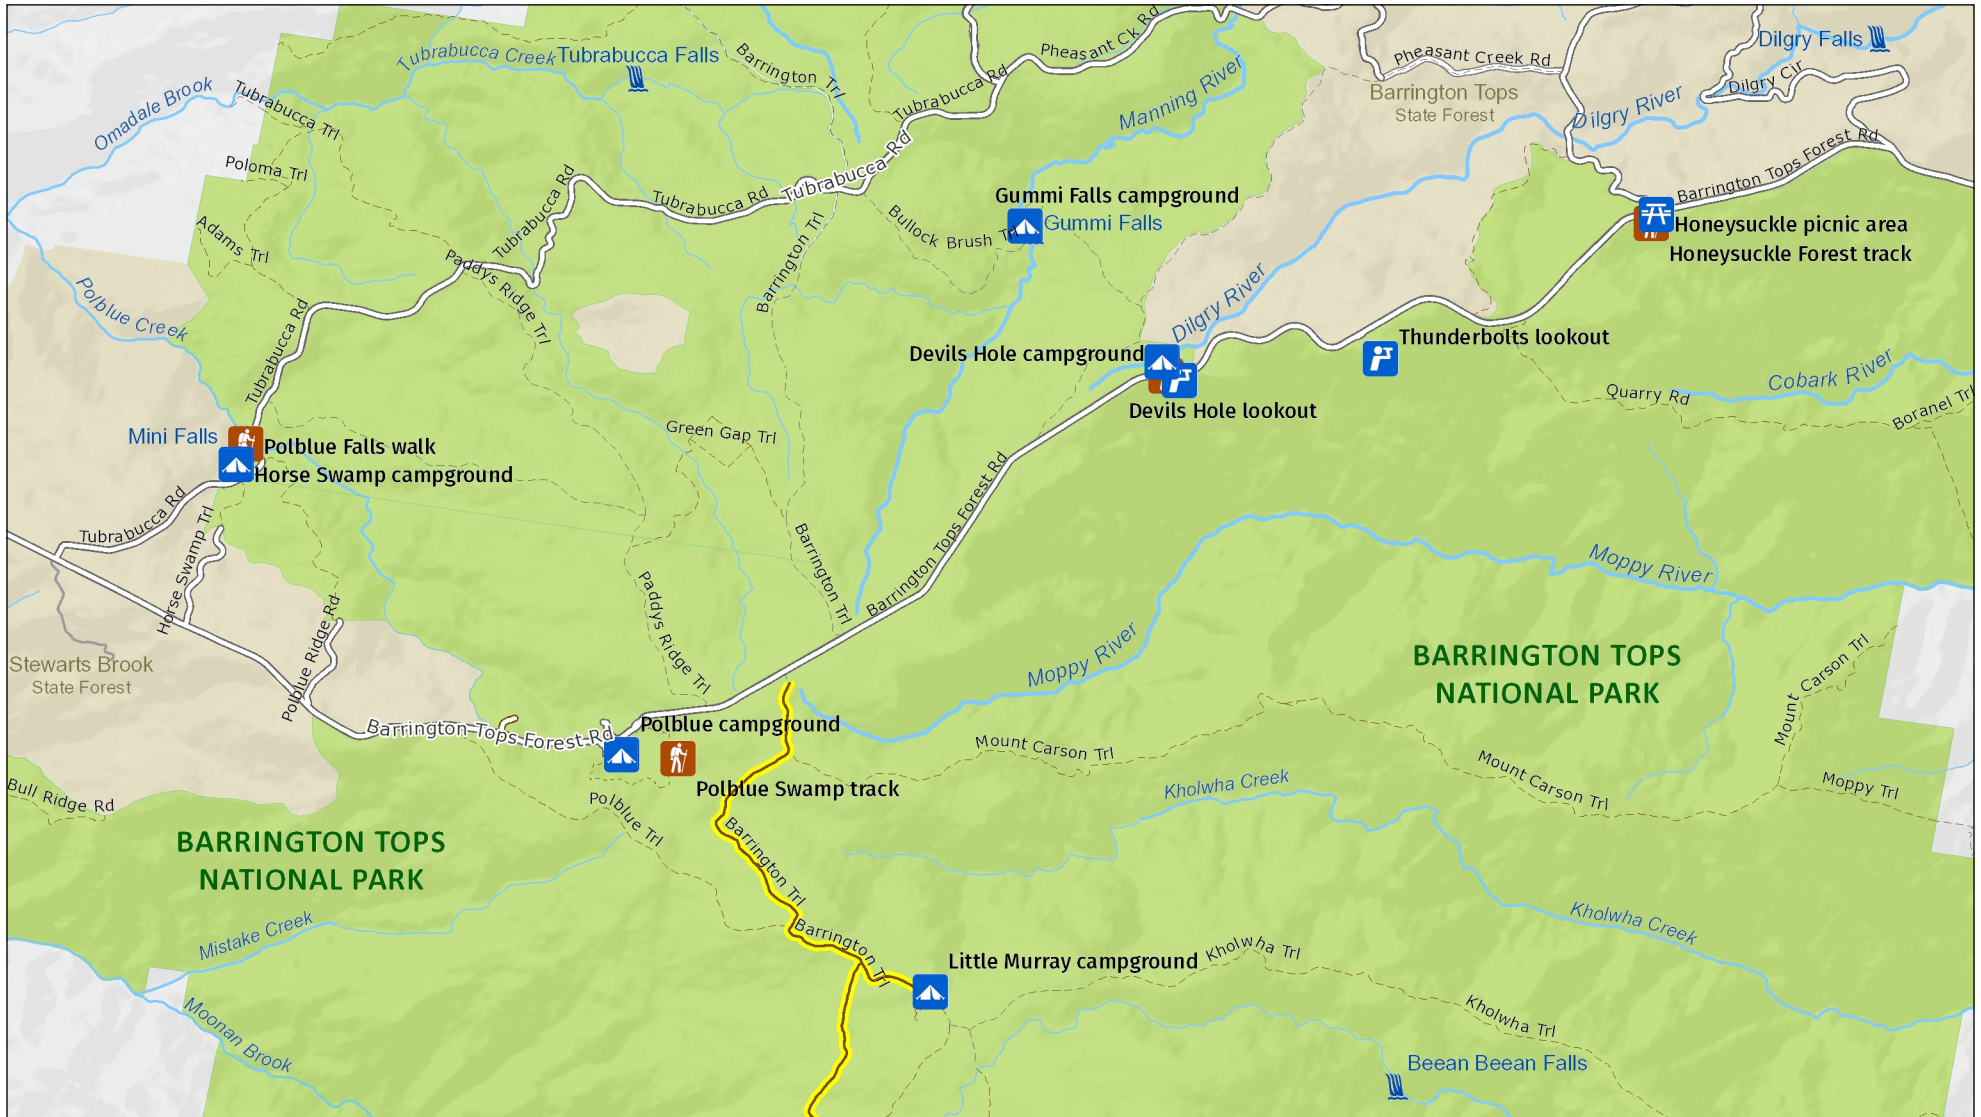 Tubrabucca Creek
Tubrabucca Falls
Barrington Trl
Pheasant Ck Rd
Pheasant Creek Rd
Dilgry Falls
Dilgry Cir
Omadale Brook
Tubrabucca Trl
Tubrabucca Rd
Manning River
Barrington Tops
State Forest
Dilgry River
Poloma Trl
Tubrabucca Rd
Tubrabucca Rd
Tubrabucca Rd
Barrington Tops Forest Rd
Gummi Falls campground
Gummi Falls
Bullock Brush Trl
Honeysuckle picnic area
Honeysuckle Forest track
Adams Trl
Paddys Ridge Trl
Barrington Trl
Polblue Creek
Dilgry River
Tubrabucca Rd
Devils Hole campground
Thunderbolts lookout
Devils Hole lookout
Quarry Rd
Cobark River
Boranel Trl
Mini Falls
Polblue Falls walk
Horse Swamp campground
Green Gap Trl
Tubrabucca Rd
Horse Swamp Trl
Barrington Trl
Barrington Tops Forest Rd
Moppy River
Stewarts Brook
State Forest
Polblue Ridge Rd
Paddys Ridge Trl
Moppy River
BARRINGTON TOPS
NATIONAL PARK
Mount Carson Trl
Barrington Tops Forest Rd
Polblue campground
Polblue Swamp track
Mount Carson Trl
Mount Carson Trl
Moppy Trl
Bull Ridge Rd
Polblue Trl
Kholwha Creek
Barrington Trl
BARRINGTON TOPS
NATIONAL PARK
Mistake Creek
Barrington Trl
Kholwha Creek
Little Murray campground
Kholwha Trl
Kholwha Trl
Moonan Brook
Beean Beean Falls